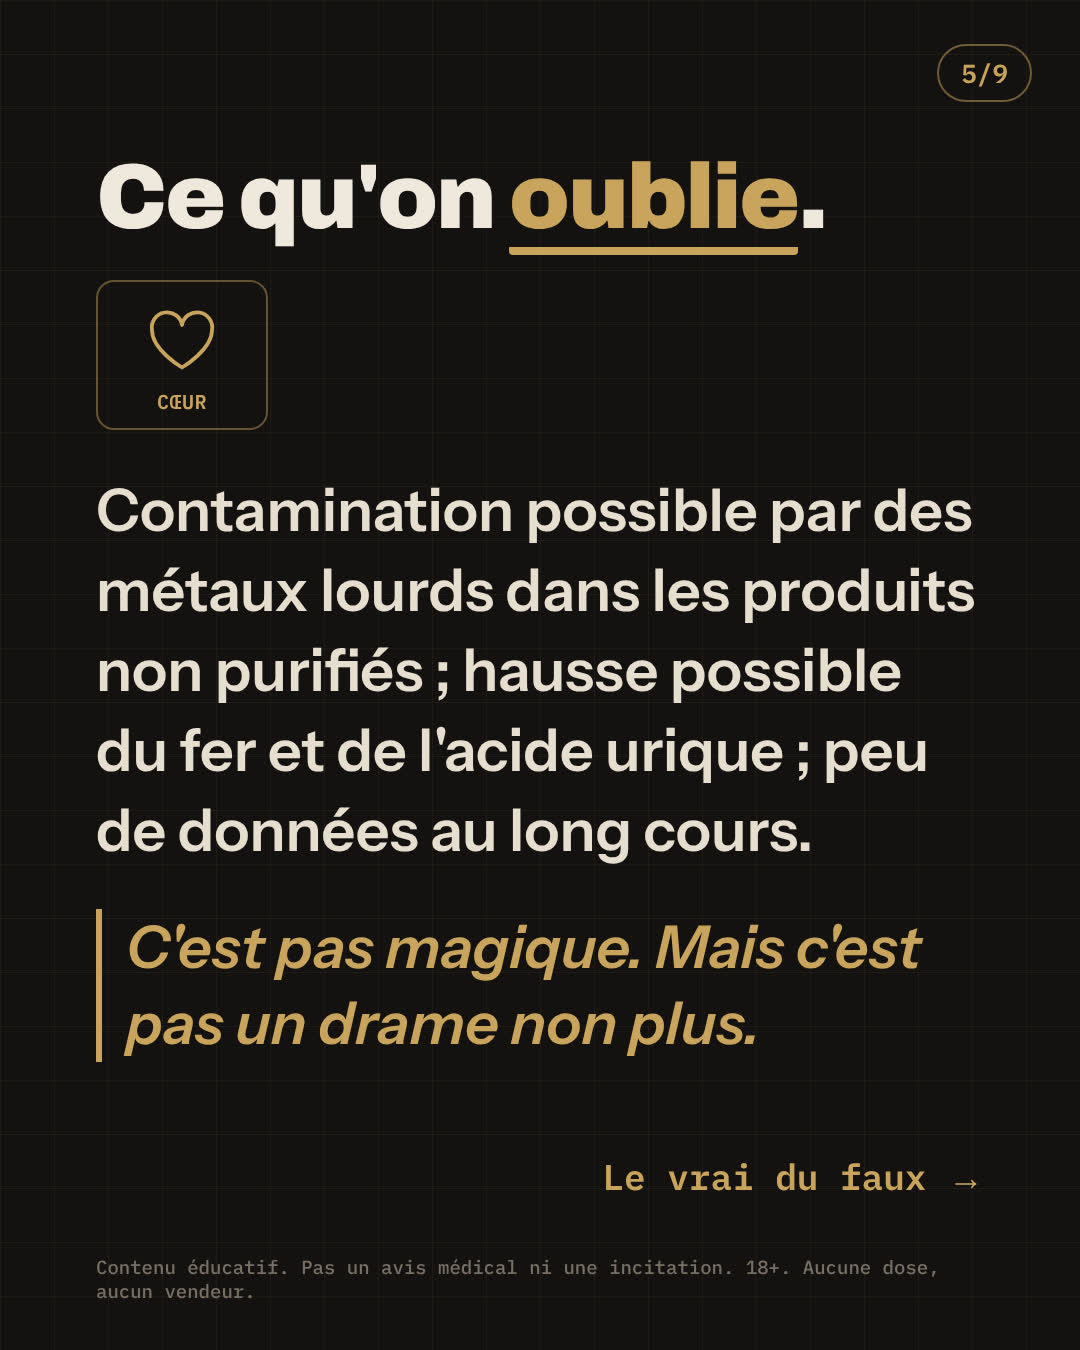 5/9
Ce qu'on oublie.
CŒUR
Contamination possible par des
métaux lourds dans les produits
non purifiés ; hausse possible
du fer et de l'acide urique ; peu
de données au long cours.
C'est pas magique. Mais c'est
pas un drame non plus.
Le vrai du faux →
Contenu éducatif. Pas un avis médical ni une incitation. 18+. Aucune dose,
aucun vendeur.